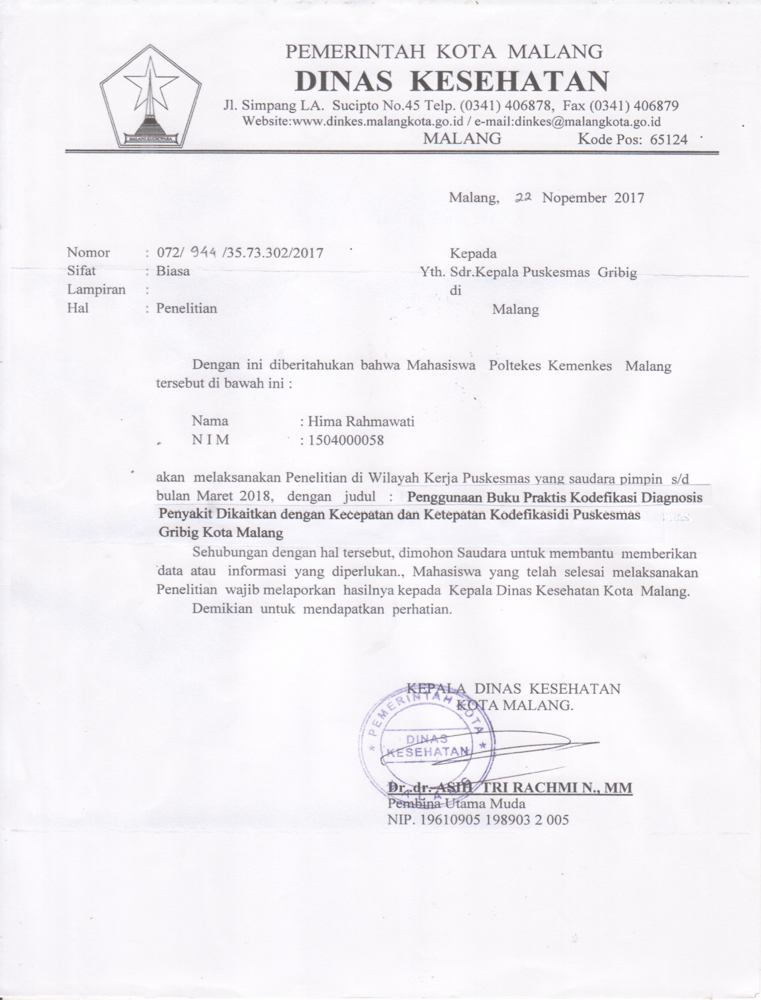 PEMERINTAH KOTA MALANG
DINAS KESEHATAN
Jl. Simpang LA. Sucipto No.45 Telp. (0341) 406878, Fax (0341) 406879
Website:www.dinkes.malangkota.go.id / e-mail:dinkes@malangkota.go.id
MALANG Kode Pos: 65124
MALANG KUCECWARA
Malang, 22 Nopember 2017
Nomor : 072/ 944 /35.73.302/2017
Sifat : Biasa
Lampiran :
Hal : Penelitian
Kepada
Yth. Sdr.Kepala Puskesmas Gribig
di
Malang
Dengan ini diberitahukan bahwa Mahasiswa Poltekes Kemenkes Malang
tersebut di bawah ini :
Nama : Hima Rahmawati
N I M : 1504000058
akan melaksanakan Penelitian di Wilayah Kerja Puskesmas yang saudara pimpin s/d
bulan Maret 2018, dengan judul : Penggunaan Buku Praktis Kodefikasi Diagnosis
Penyakit Dikaitkan dengan Kecepatan dan Ketepatan Kodefikasidi Puskesmas
Gribig Kota Malang
Sehubungan dengan hal tersebut, dimohon Saudara untuk membantu memberikan
data atau informasi yang diperlukan., Mahasiswa yang telah selesai melaksanakan
Penelitian wajib melaporkan hasilnya kepada Kepala Dinas Kesehatan Kota Malang.
Demikian untuk mendapatkan perhatian.
KEPALA DINAS KESEHATAN
KOTA MALANG.
PEMERINTAH KOTA
DINAS
KESEHATAN
MALANG
Dr. dr. ASIH TRI RACHMI N., MM
Pembina Utama Muda
NIP. 19610905 198903 2 005